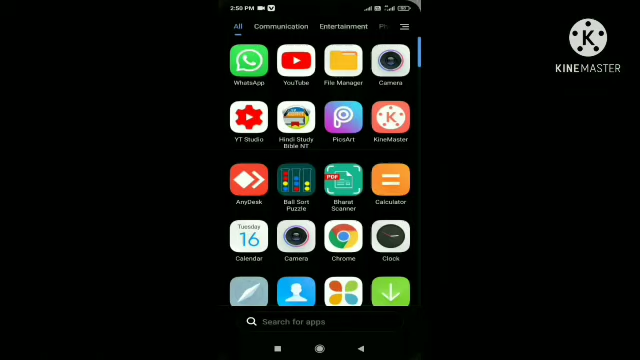 2:50 PM
All Communication Entertainment
KINEMASTER
WhatsApp YouTube File Manager Camera
YT Studio Hindi Study PicsArt KineMaster
Bible NT
PDF
AnyDesk Ball Sort Bharat Calculator
Puzzle Scanner
Tuesday
16
Calendar Camera Chrome Clock
Search for apps